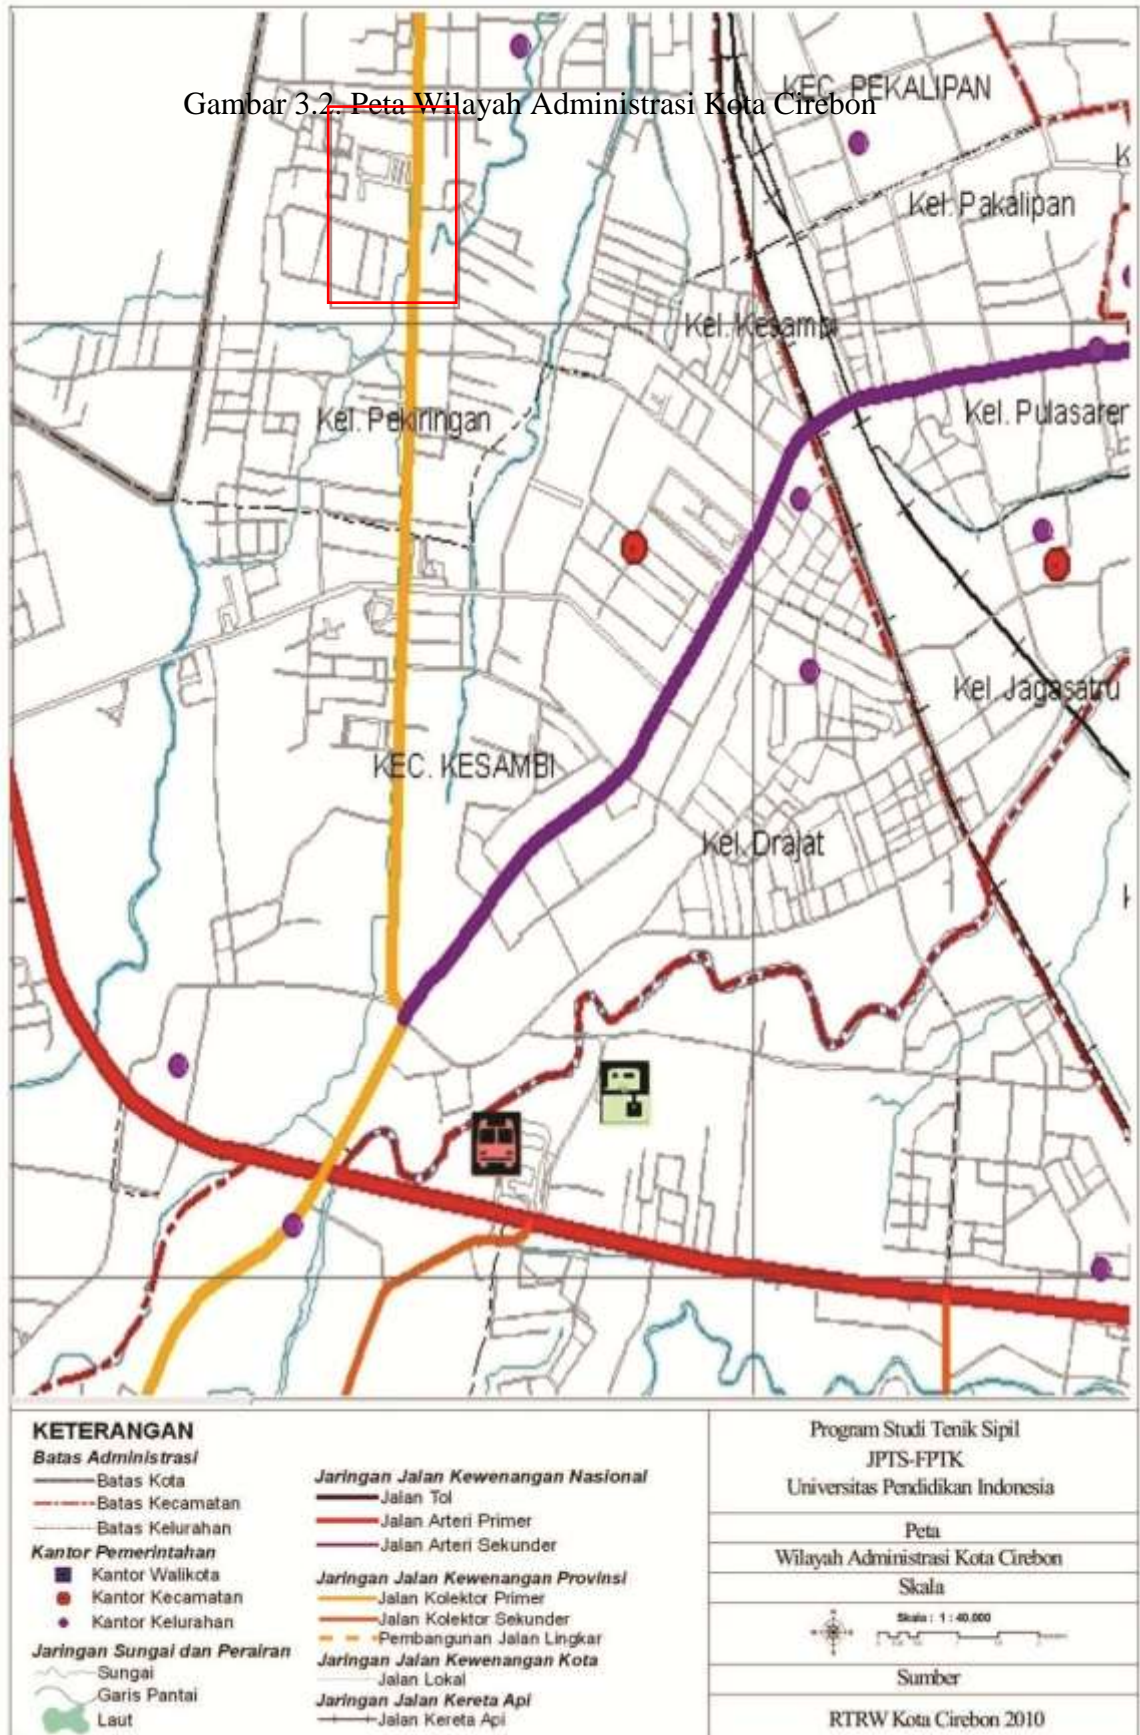 KEC. PEKALIPAN
Gambar 3.2. Peta Wilayah Administrasi Kota Cirebon
K
Kel. Pakalipan
Kel. Kesampi
Kel. Pekiringan
Kel. Pulasaren
Kel. Jagasatru
KEC. KESAMBI
Kel. Drajat
KETERANGAN
Batas Administrasi
Batas Kota
Batas Kecamatan
Batas Kelurahan
Kantor Pemerintahan
Kantor Walikota
Kantor Kecamatan
Kantor Kelurahan
Jaringan Sungai dan Perairan
Sungai
Garis Pantai
Laut
Jaringan Jalan Kewenangan Nasional
Jalan Tol
Jalan Arteri Primer
Jalan Arteri Sekunder
Jaringan Jalan Kewenangan Provinsi
Jalan Kolektor Primer
Jalan Kolektor Sekunder
Pembangunan Jalan Lingkar
Jaringan Jalan Kewenangan Kota
Jalan Lokal
Jaringan Jalan Kereta Api
Jalan Kereta Api
Program Studi Tenik Sipil
JPTS-FPTK
Universitas Pendidikan Indonesia
Peta
Wilayah Administrasi Kota Cirebon
Skala
Skala : 1 : 40.000
Sumber
RTRW Kota Cirebon 2010